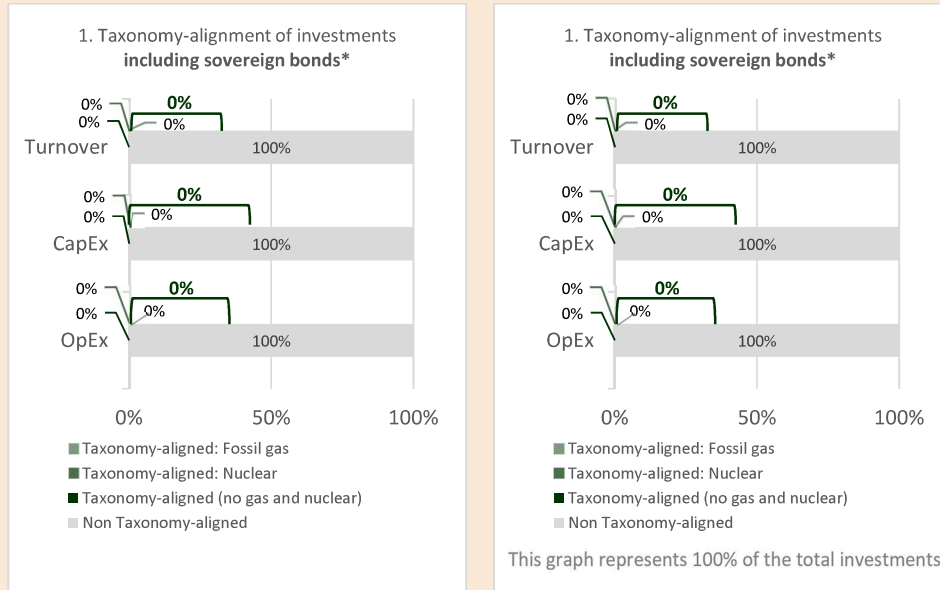 1. Taxonomy-alignment of investments
including sovereign bonds*
0%
0%
0%
0%
Turnover
100%
0%
0%
0%
0%
CapEx
100%
0%
0%
0%
0%
OpEx
100%
0% 50% 100%
Taxonomy-aligned: Fossil gas
Taxonomy-aligned: Nuclear
Taxonomy-aligned (no gas and nuclear)
Non Taxonomy-aligned
1. Taxonomy-alignment of investments
including sovereign bonds*
0%
0%
0%
0%
Turnover
100%
0%
0%
0%
0%
CapEx
100%
0%
0%
0%
0%
OpEx
100%
0% 50% 100%
Taxonomy-aligned: Fossil gas
Taxonomy-aligned: Nuclear
Taxonomy-aligned (no gas and nuclear)
Non Taxonomy-aligned
This graph represents 100% of the total investments